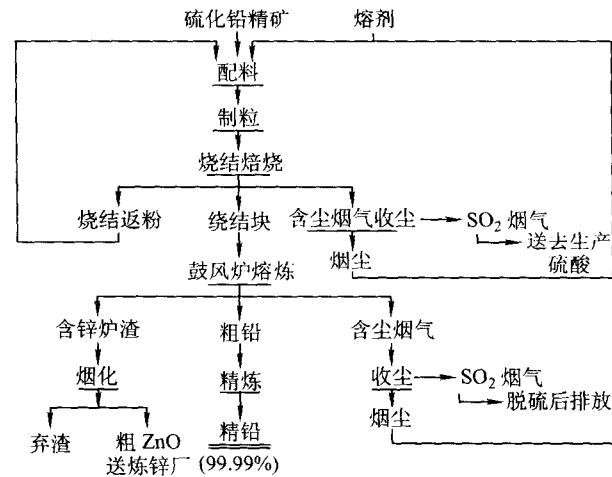 硫化铅精矿 熔剂
配料
制粒
烧结焙烧
烧结返粉 绕结块 含尘烟气收尘 SO₂ 烟气
送去生产
硫酸
烟尘
鼓风炉熔炼
含锌炉渣 粗铅 含尘烟气
烟化 精炼 收尘 SO₂ 烟气
脱硫后排放
烟尘
弃渣 粗 ZnO 精铅
送炼锌厂 (99.99%)